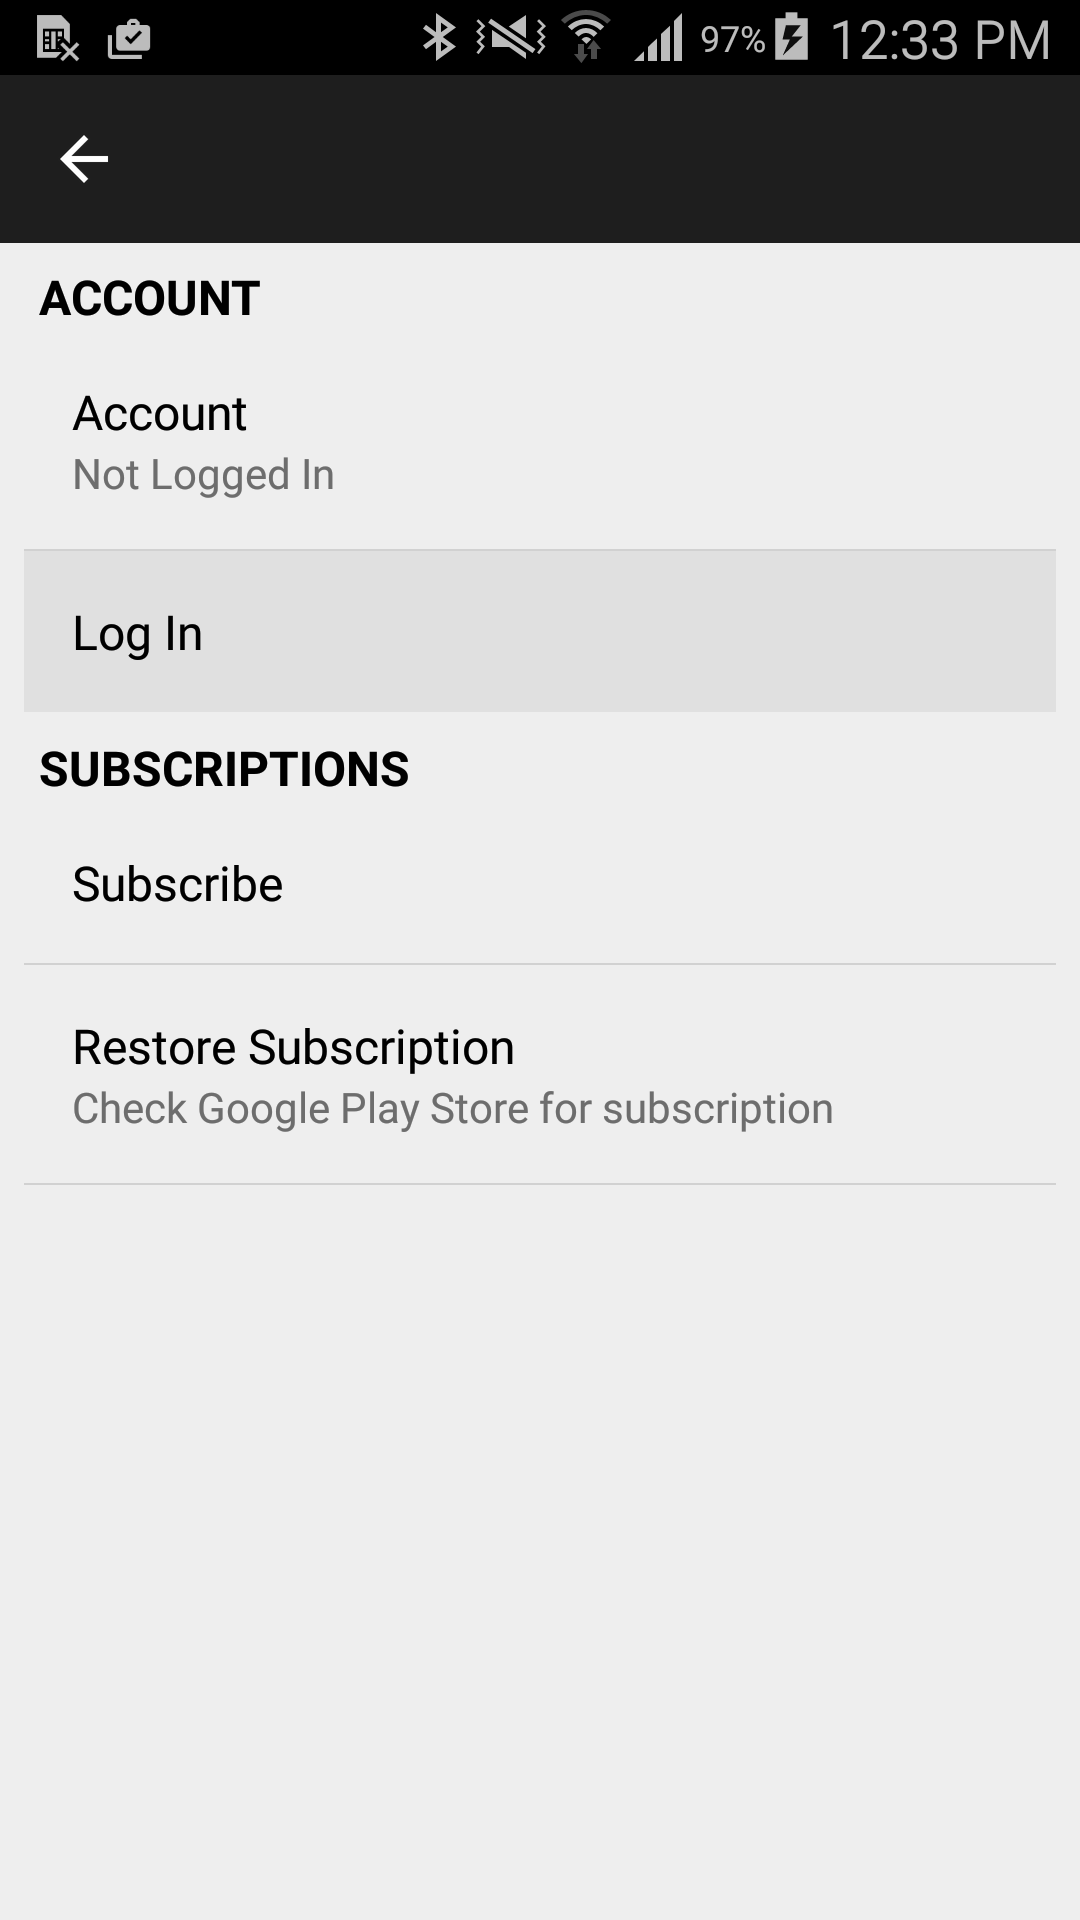 97% 12:33 PM
ACCOUNT
Account
Not Logged In
Log In
SUBSCRIPTIONS
Subscribe
Restore Subscription
Check Google Play Store for subscription